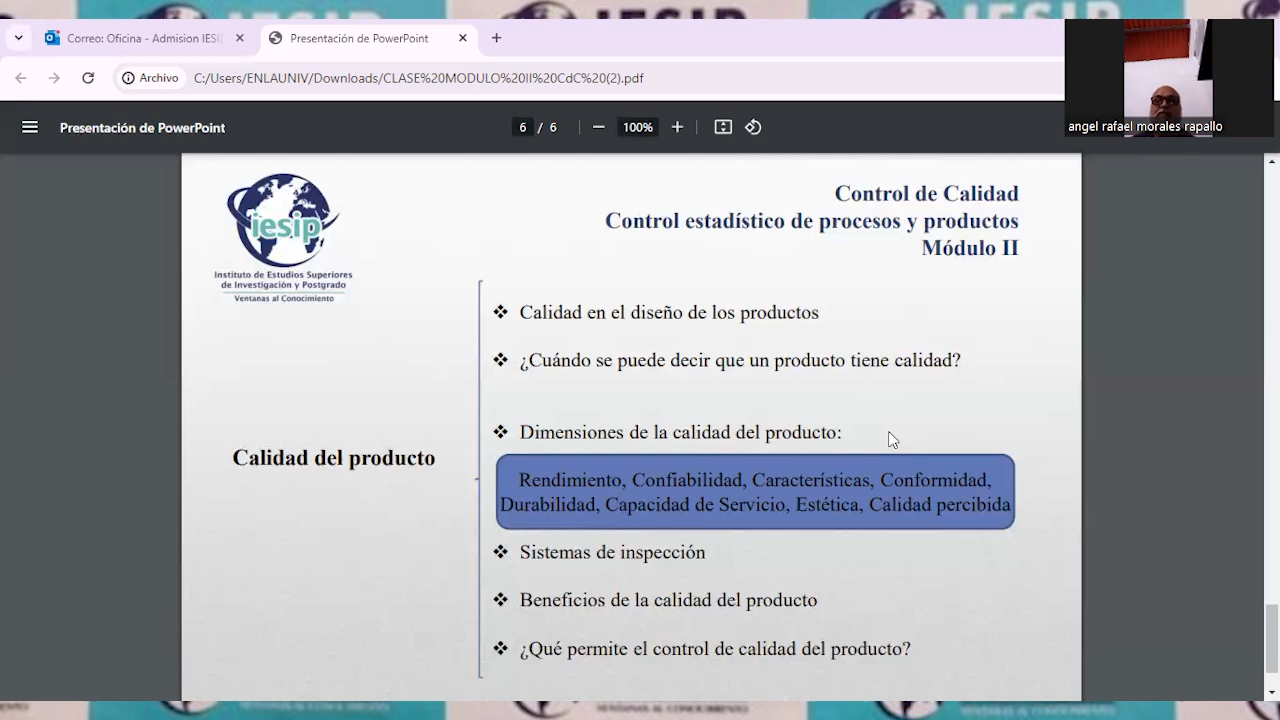 Correo: Oficina - Admision IESI
Presentación de PowerPoint
Archivo
C:/Users/ENLAUNIV/Downloads/CLASE%20MODULO%20II%20CdC%20(2).pdf
angel rafael morales rapallo
Presentación de PowerPoint
6 / 6
100%
iesip
Instituto de Estudios Superiores
de Investigación y Postgrado
Ventanas al Conocimiento
Control de Calidad
Control estadístico de procesos y productos
Módulo II
Calidad del producto
❖ Calidad en el diseño de los productos
❖ ¿Cuándo se puede decir que un producto tiene calidad?
❖ Dimensiones de la calidad del producto:
Rendimiento, Confiabilidad, Características, Conformidad,
Durabilidad, Capacidad de Servicio, Estética, Calidad percibida
❖ Sistemas de inspección
❖ Beneficios de la calidad del producto
❖ ¿Qué permite el control de calidad del producto?